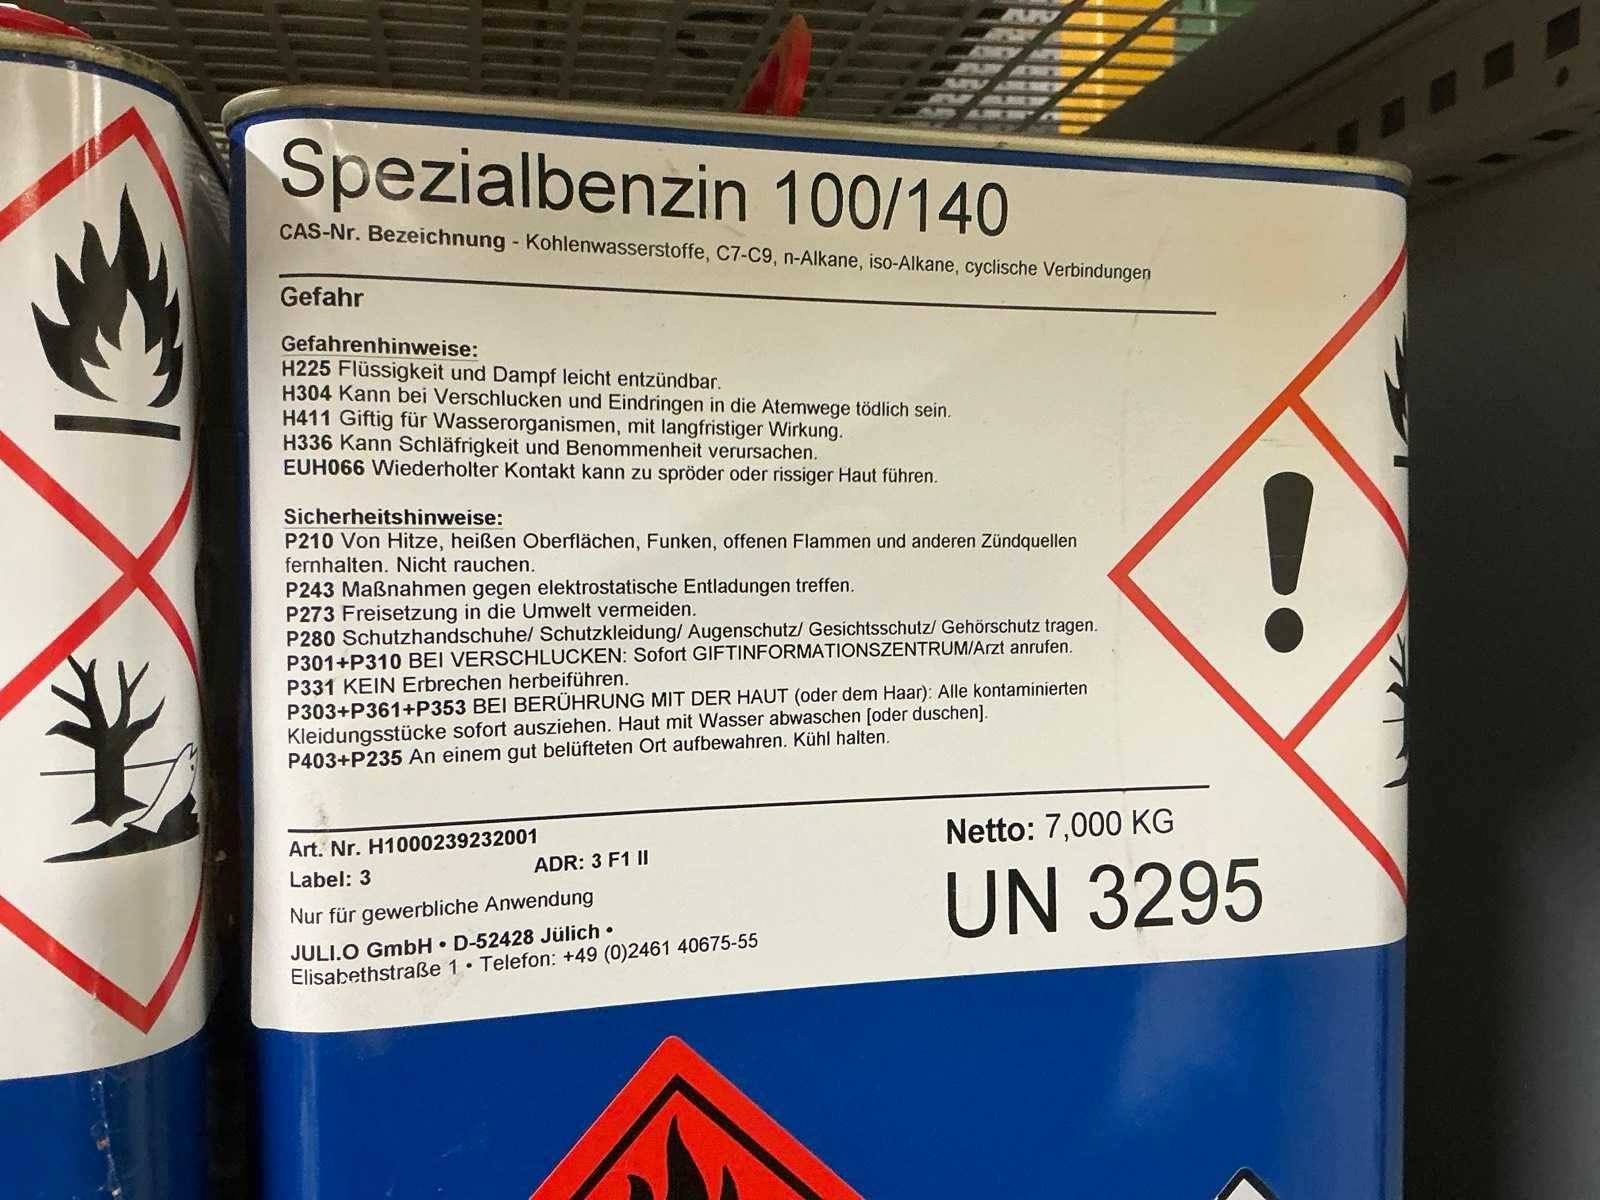 Spezialbenzin 100/140
CAS-Nr. Bezeichnung - Kohlenwasserstoffe, C7-C9, n-Alkane, iso-Alkane, cyclische Verbindungen
Gefahr
Gefahrenhinweise:
H225 Flüssigkeit und Dampf leicht entzündbar.
H304 Kann bei Verschlucken und Eindringen in die Atemwege tödlich sein.
H411 Giftig für Wasserorganismen, mit langfristiger Wirkung.
H336 Kann Schläfrigkeit und Benommenheit verursachen.
EUH066 Wiederholter Kontakt kann zu spröder oder rissiger Haut führen.
Sicherheitshinweise:
P210 Von Hitze, heißen Oberflächen, Funken, offenen Flammen und anderen Zündquellen
fernhalten. Nicht rauchen.
P243 Maßnahmen gegen elektrostatische Entladungen treffen.
P273 Freisetzung in die Umwelt vermeiden.
P280 Schutzhandschuhe/ Schutzkleidung/ Augenschutz/ Gesichtsschutz/ Gehörschutz tragen.
P301+P310 BEI VERSCHLUCKEN: Sofort GIFTINFORMATIONSZENTRUM/Arzt anrufen.
P331 KEIN Erbrechen herbeiführen.
P303+P361+P353 BEI BERÜHRUNG MIT DER HAUT (oder dem Haar): Alle kontaminierten
Kleidungsstücke sofort ausziehen. Haut mit Wasser abwaschen [oder duschen].
P403+P235 An einem gut belüfteten Ort aufbewahren. Kühl halten.
Art. Nr. H1000239232001
Label: 3 ADR: 3 F1 II
Nur für gewerbliche Anwendung
JULI.O GmbH • D-52428 Jülich •
Elisabethstraße 1 • Telefon: +49 (0)2461 40675-55
Netto: 7,000 KG
UN 3295